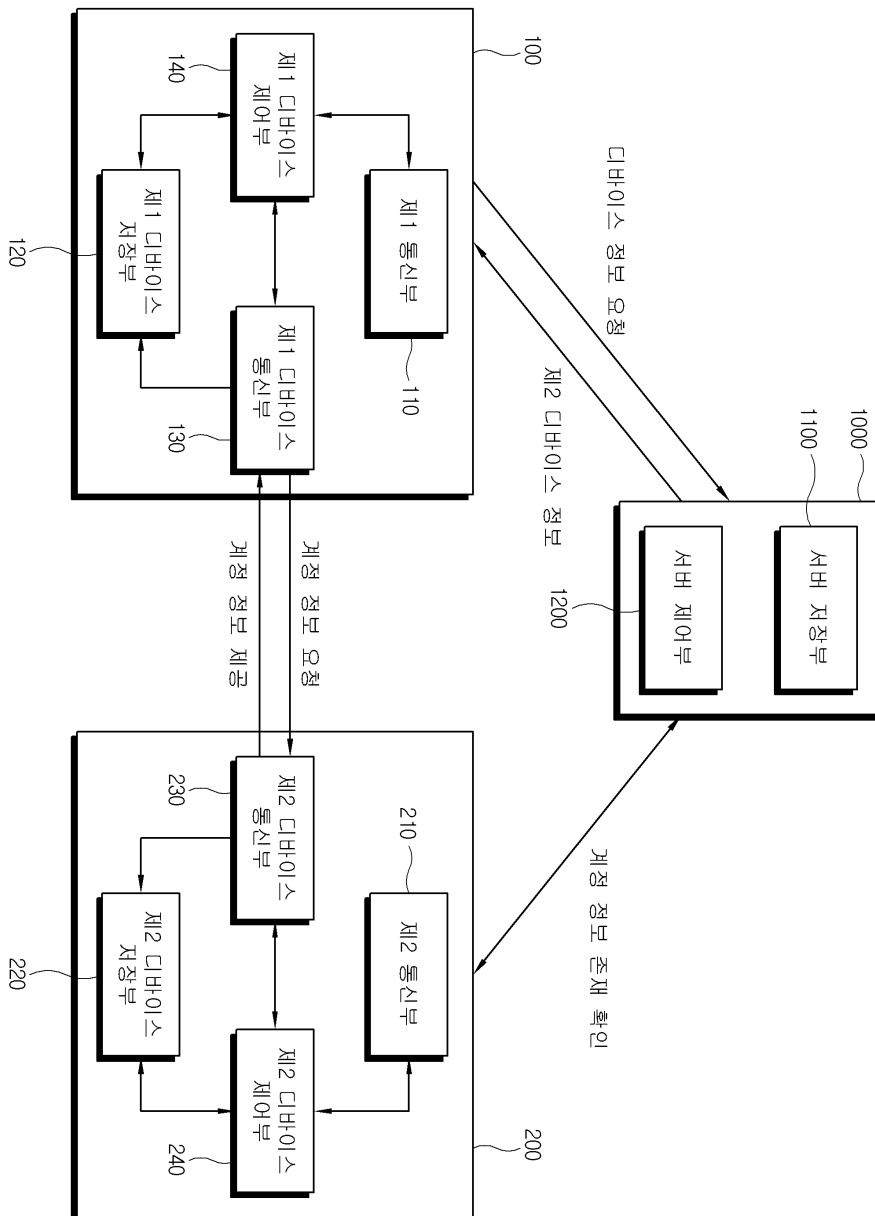 1000
1100
서버 저장부
서버 제어부
1200
디바이스 정보 요청
제2 디바이스 정보
계정 정보 존재 확인
100
제1 통신부
110
140
제1 디바이스
제어부
제1 디바이스
통신부
130
제1 디바이스
저장부
120
계정 정보 요청
계정 정보 제공
200
210
제2 통신부
230
제2 디바이스
통신부
제2 디바이스
제어부
240
제2 디바이스
저장부
220